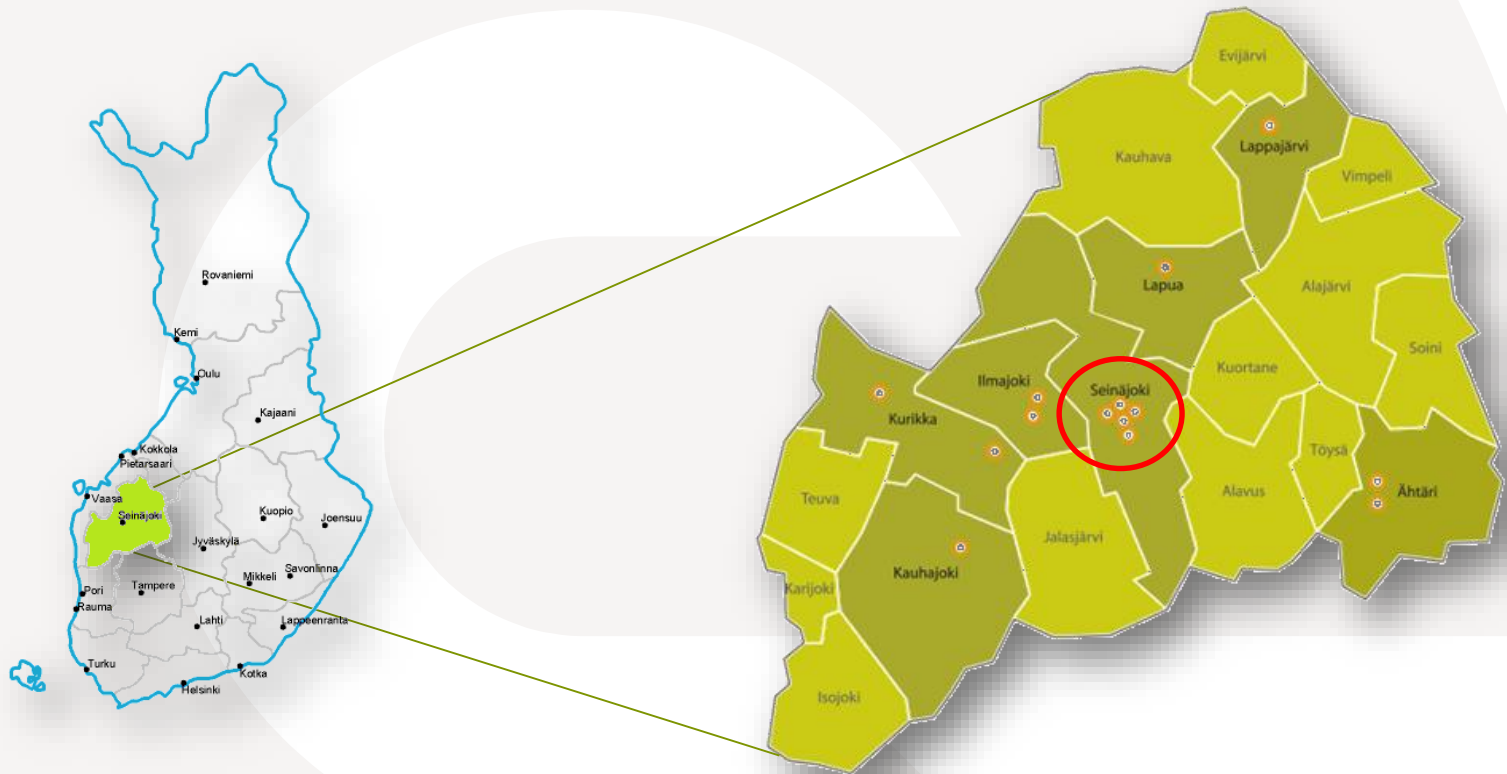 Rovaniemi
Kemi
Oulu
Kajaani
Kokkola
Pietarsaari
Vaasa
Seinäjoki
Kuopio
Joensuu
Jyväskylä
Mikkeli
Savonlinna
Pori
Tampere
Rauma
Lahti
Lappeenranta
Turku
Kotka
Helsinki
Evijärvi
Lappajärvi
Kauhava
Vimpeli
Lapua
Alajärvi
Soini
Kuortane
Ilmajoki
Seinäjoki
Kurikka
Töysä
Teuva
Alavus
Ähtäri
Jalasjärvi
Kauhajoki
Karijoki
Isojoki